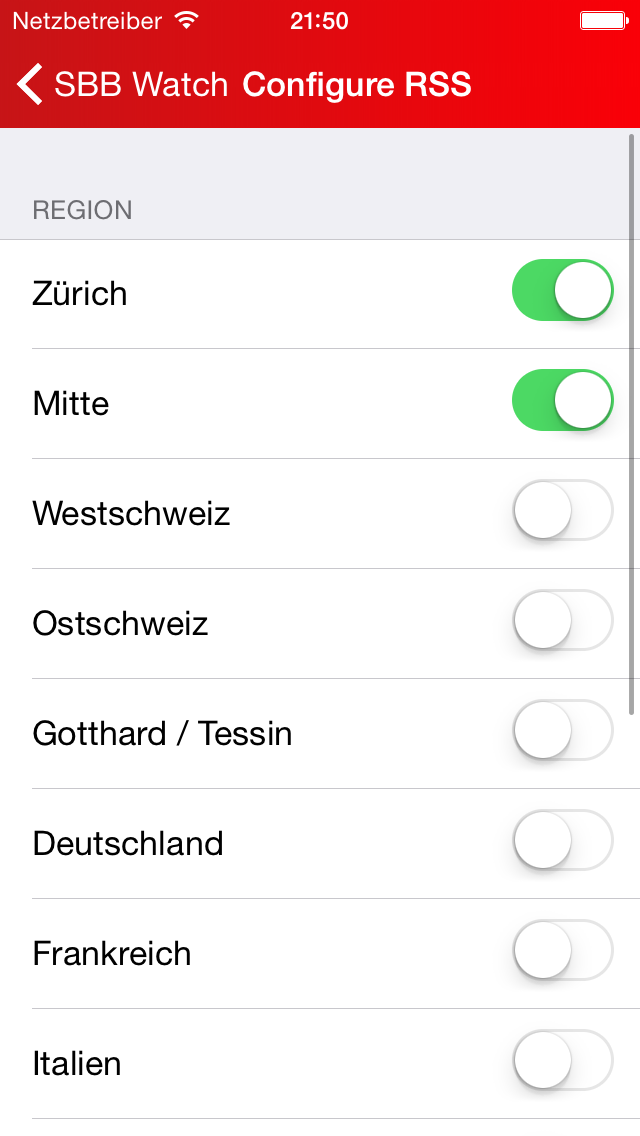 Netzbetreiber 21:50
SBB Watch Configure RSS
REGION
Zürich
Mitte
Westschweiz
Ostschweiz
Gotthard / Tessin
Deutschland
Frankreich
Italien